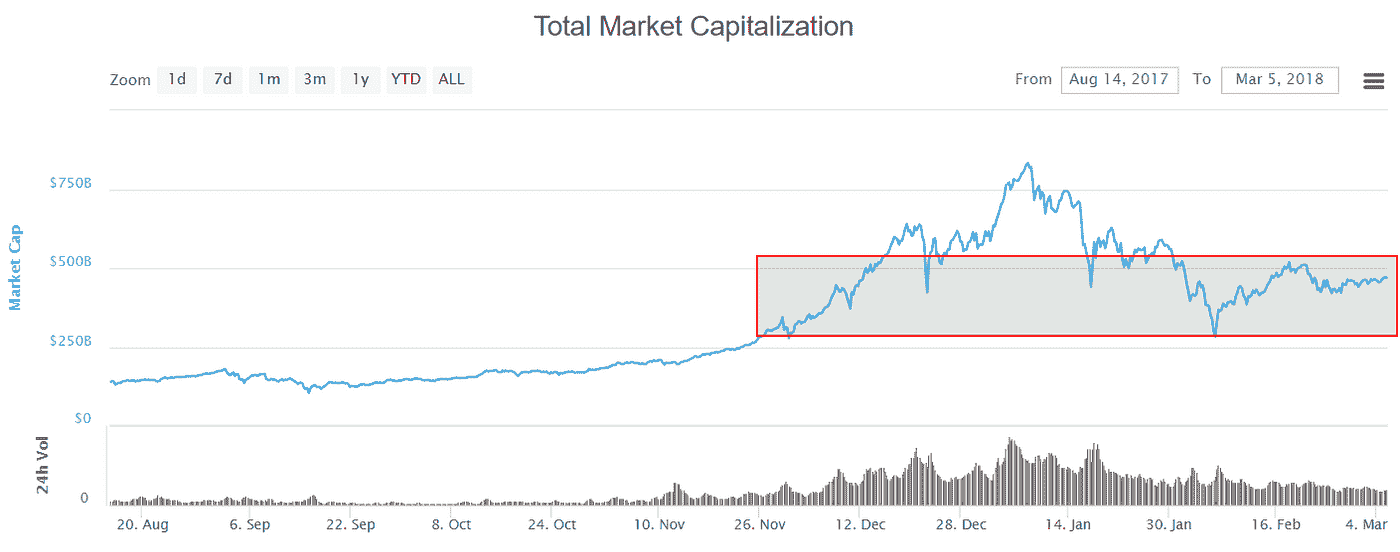 Total Market Capitalization
Zoom 1d 7d 1m 3m 1y YTD ALL
From Aug 14, 2017 To Mar 5, 2018
Market Cap
$750B
$500B
$250B
$0
24h Vol
0
20. Aug 6. Sep 22. Sep 8. Oct 24. Oct 10. Nov 26. Nov 12. Dec 28. Dec 14. Jan 30. Jan 16. Feb 4. Mar